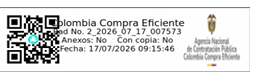 olombia Compra Eficiente
ad No. 2_2026_07_17_007573
Anexos: No Con copia: No
Fecha: 17/07/2026 09:15:46
Agencia Nacional
de Contratación Pública
Colombia Compra Eficiente